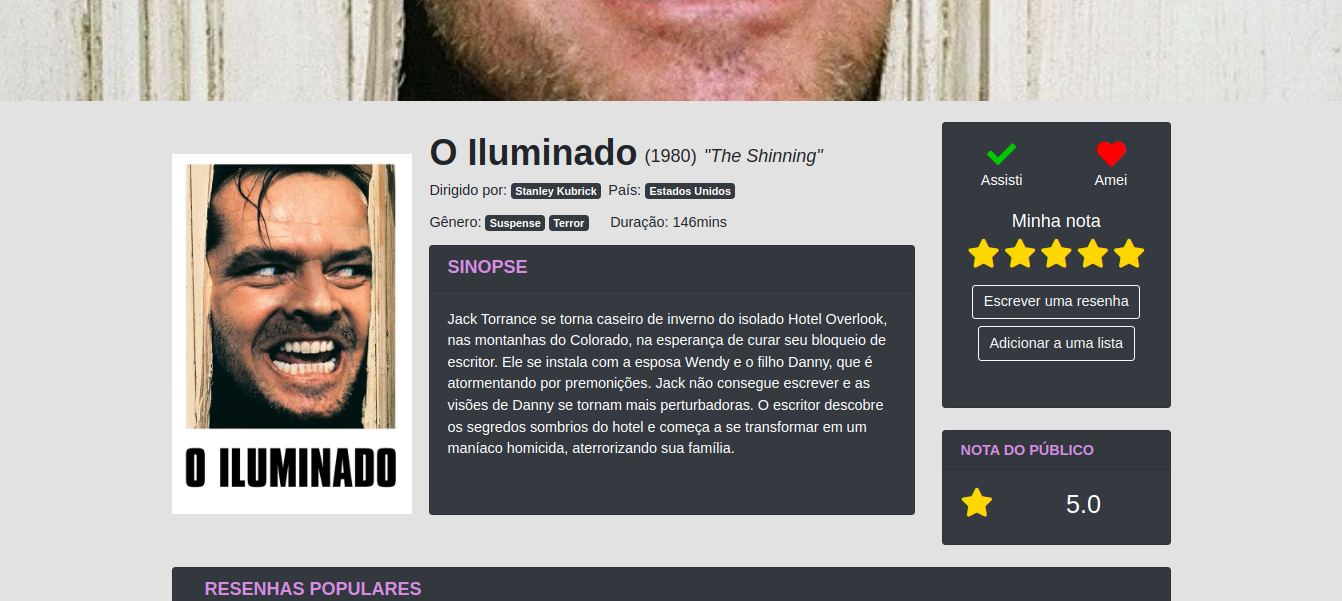 O Iluminado (1980) "The Shinning"
Dirigido por: Stanley Kubrick País: Estados Unidos
Gênero: Suspense Terror Duração: 146mins
SINOPSE
Jack Torrance se torna caseiro de inverno do isolado Hotel Overlook,
nas montanhas do Colorado, na esperança de curar seu bloqueio de
escritor. Ele se instala com a esposa Wendy e o filho Danny, que é
atormentando por premonições. Jack não consegue escrever e as
visões de Danny se tornam mais perturbadoras. O escritor descobre
os segredos sombrios do hotel e começa a se transformar em um
maníaco homicida, aterrorizando sua família.
O ILUMINADO
Assisti Amei
Minha nota
Escrever uma resenha
Adicionar a uma lista
NOTA DO PÚBLICO
5.0
RESENHAS POPULARES